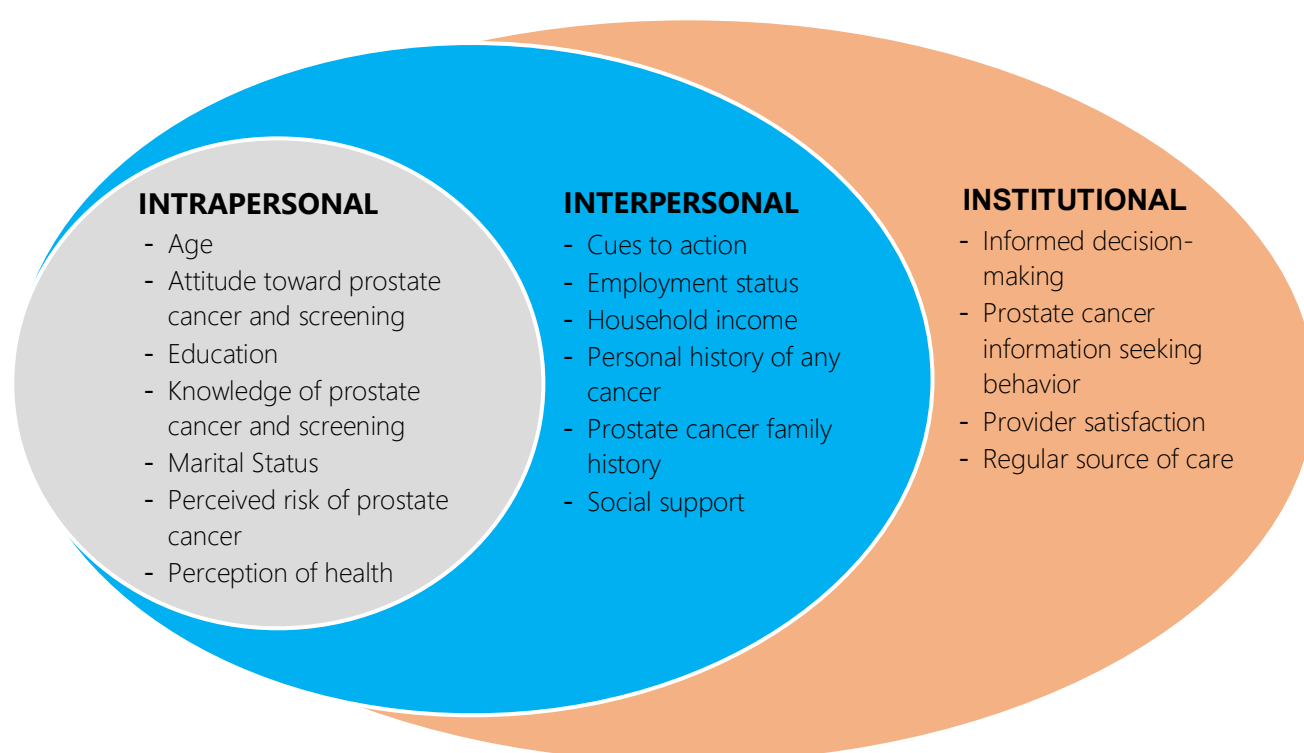 INTRAPERSONAL
- Age
- Attitude toward prostate
cancer and screening
- Education
- Knowledge of prostate
cancer and screening
- Marital Status
- Perceived risk of prostate
cancer
- Perception of health
INTERPERSONAL
- Cues to action
- Employment status
- Household income
- Personal history of any
cancer
- Prostate cancer family
history
- Social support
INSTITUTIONAL
- Informed decision-
making
- Prostate cancer
information seeking
behavior
- Provider satisfaction
- Regular source of care